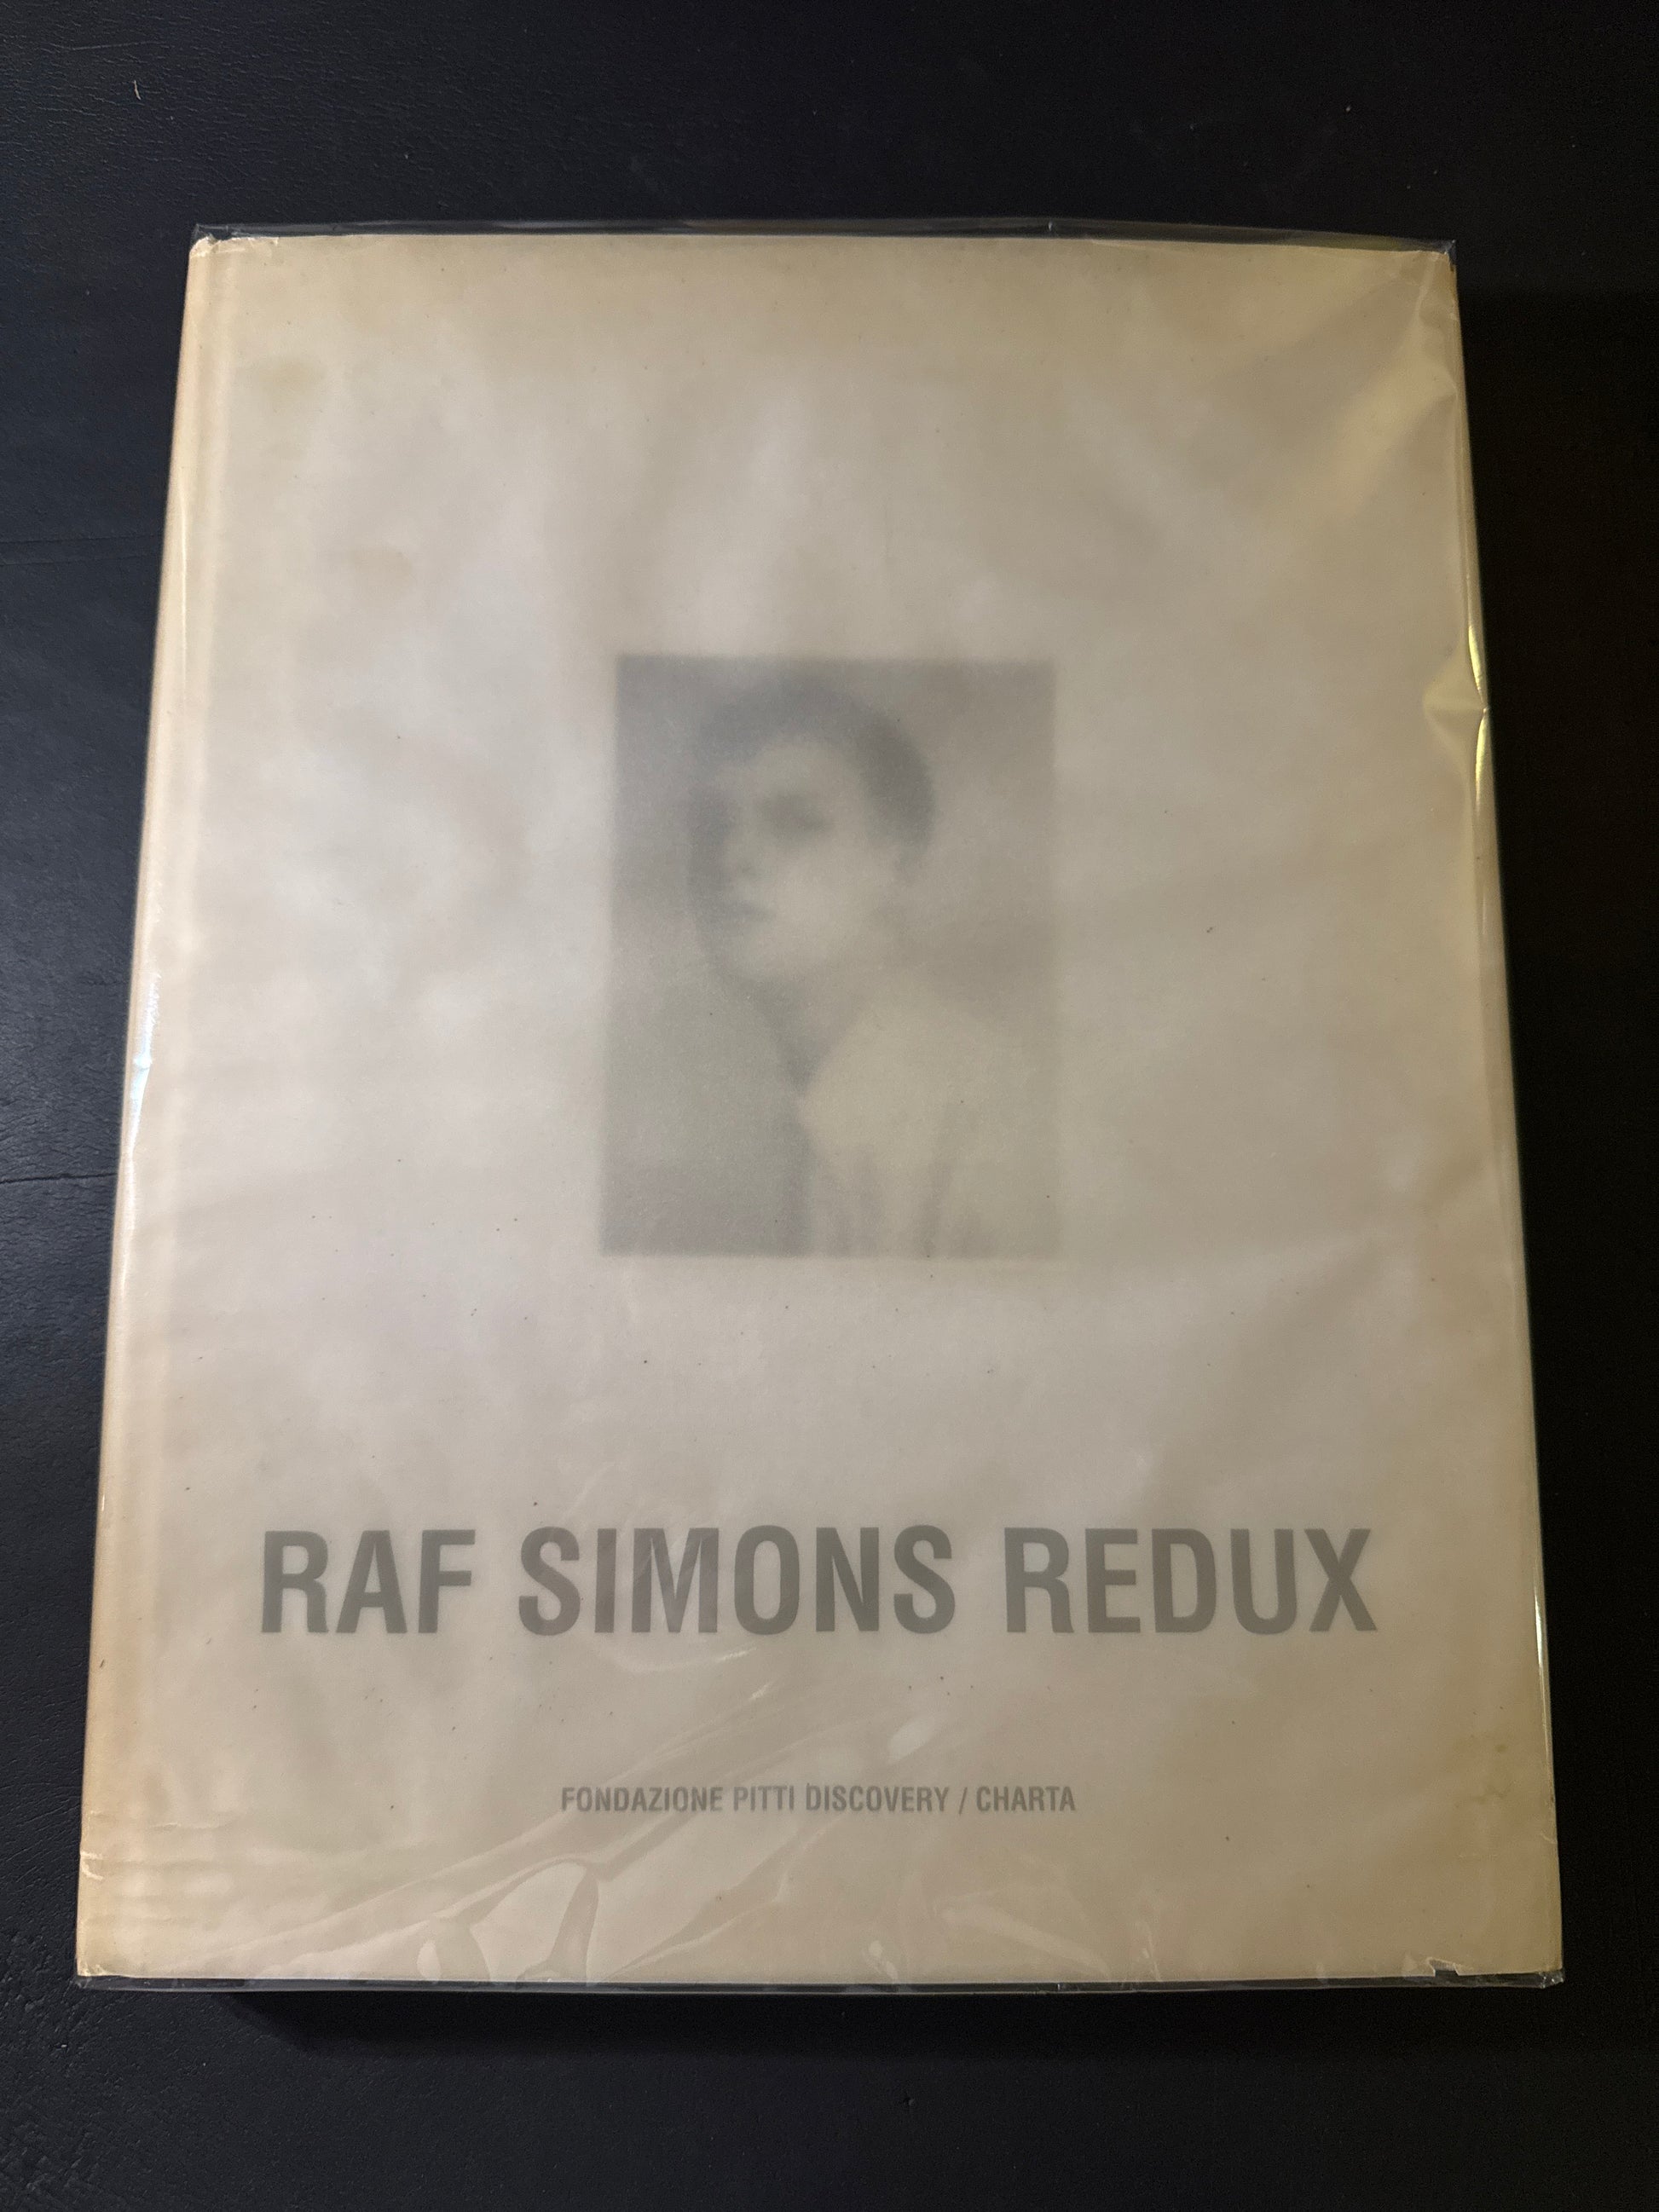 RAF SIMONS REDUX
FONDAZIONE PITTI DISCOVERY / CHARTA